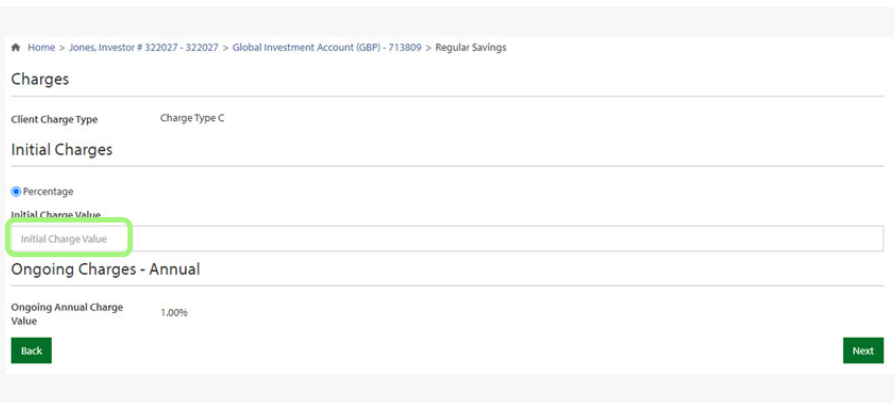 Home > Jones, Investor # 322027 - 322027 > Global Investment Account (GBP) - 713809 > Regular Savings
Charges
Client Charge Type Charge Type C
Initial Charges
Percentage
Initial Charge Value
Initial Charge Value
Ongoing Charges - Annual
Ongoing Annual Charge
Value
1.00%
Back Next